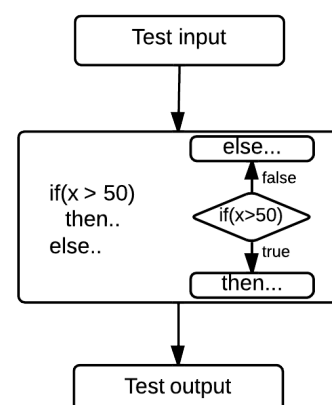 Test input
if(x > 50)
then..
else..
else...
false
if(x>50)
true
then...
Test output